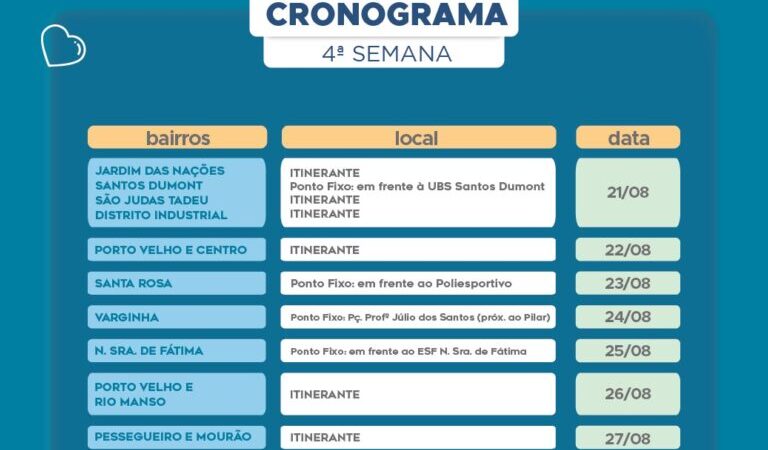 CRONOGRAMA
4ª SEMANA
bairros local data
JARDIM DAS NAÇÕES ITINERANTE
SANTOS DUMONT Ponto Fixo: em frente à UBS Santos Dumont
SÃO JUDAS TADEU ITINERANTE
DISTRITO INDUSTRIAL ITINERANTE
21/08
PORTO VELHO E CENTRO ITINERANTE 22/08
SANTA ROSA Ponto Fixo: em frente ao Poliesportivo 23/08
VARGINHA Ponto Fixo: Pç. Profª Júlio dos Santos (próx. ao Pilar) 24/08
N. SRA. DE FÁTIMA Ponto Fixo: em frente ao ESF N. Sra. de Fátima 25/08
PORTO VELHO E
RIO MANSO
ITINERANTE 26/08
PESSEGUEIRO E MOURÃO ITINERANTE 27/08